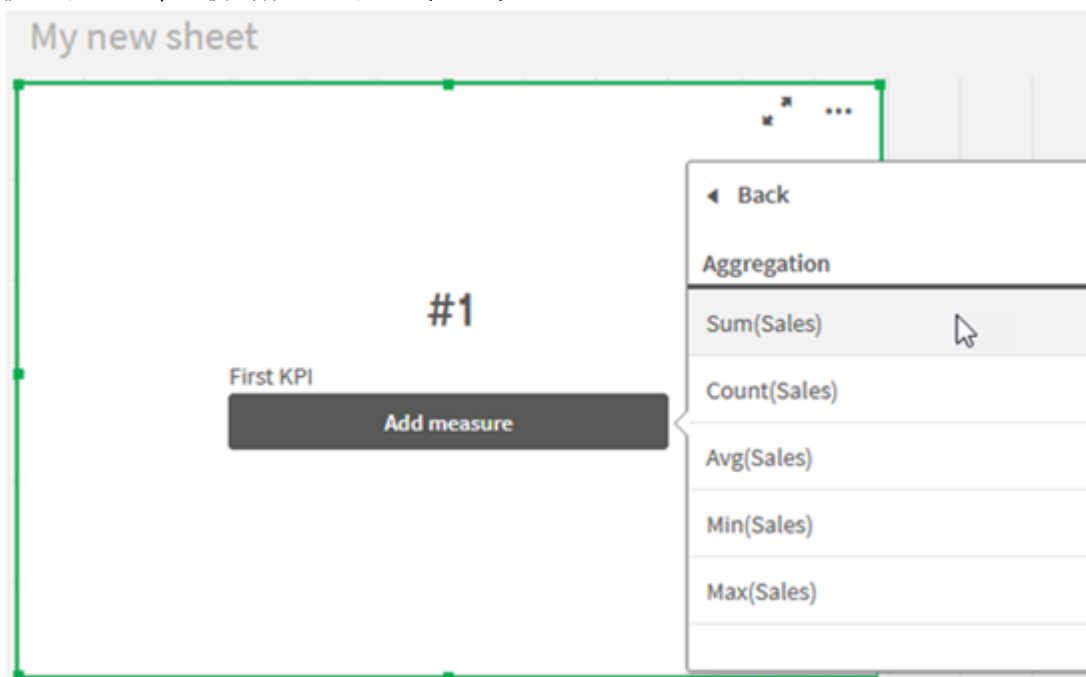 My new sheet
Back
Aggregation
#1
Sum(Sales)
First KPI
Count(Sales)
Add measure
Avg(Sales)
Min(Sales)
Max(Sales)